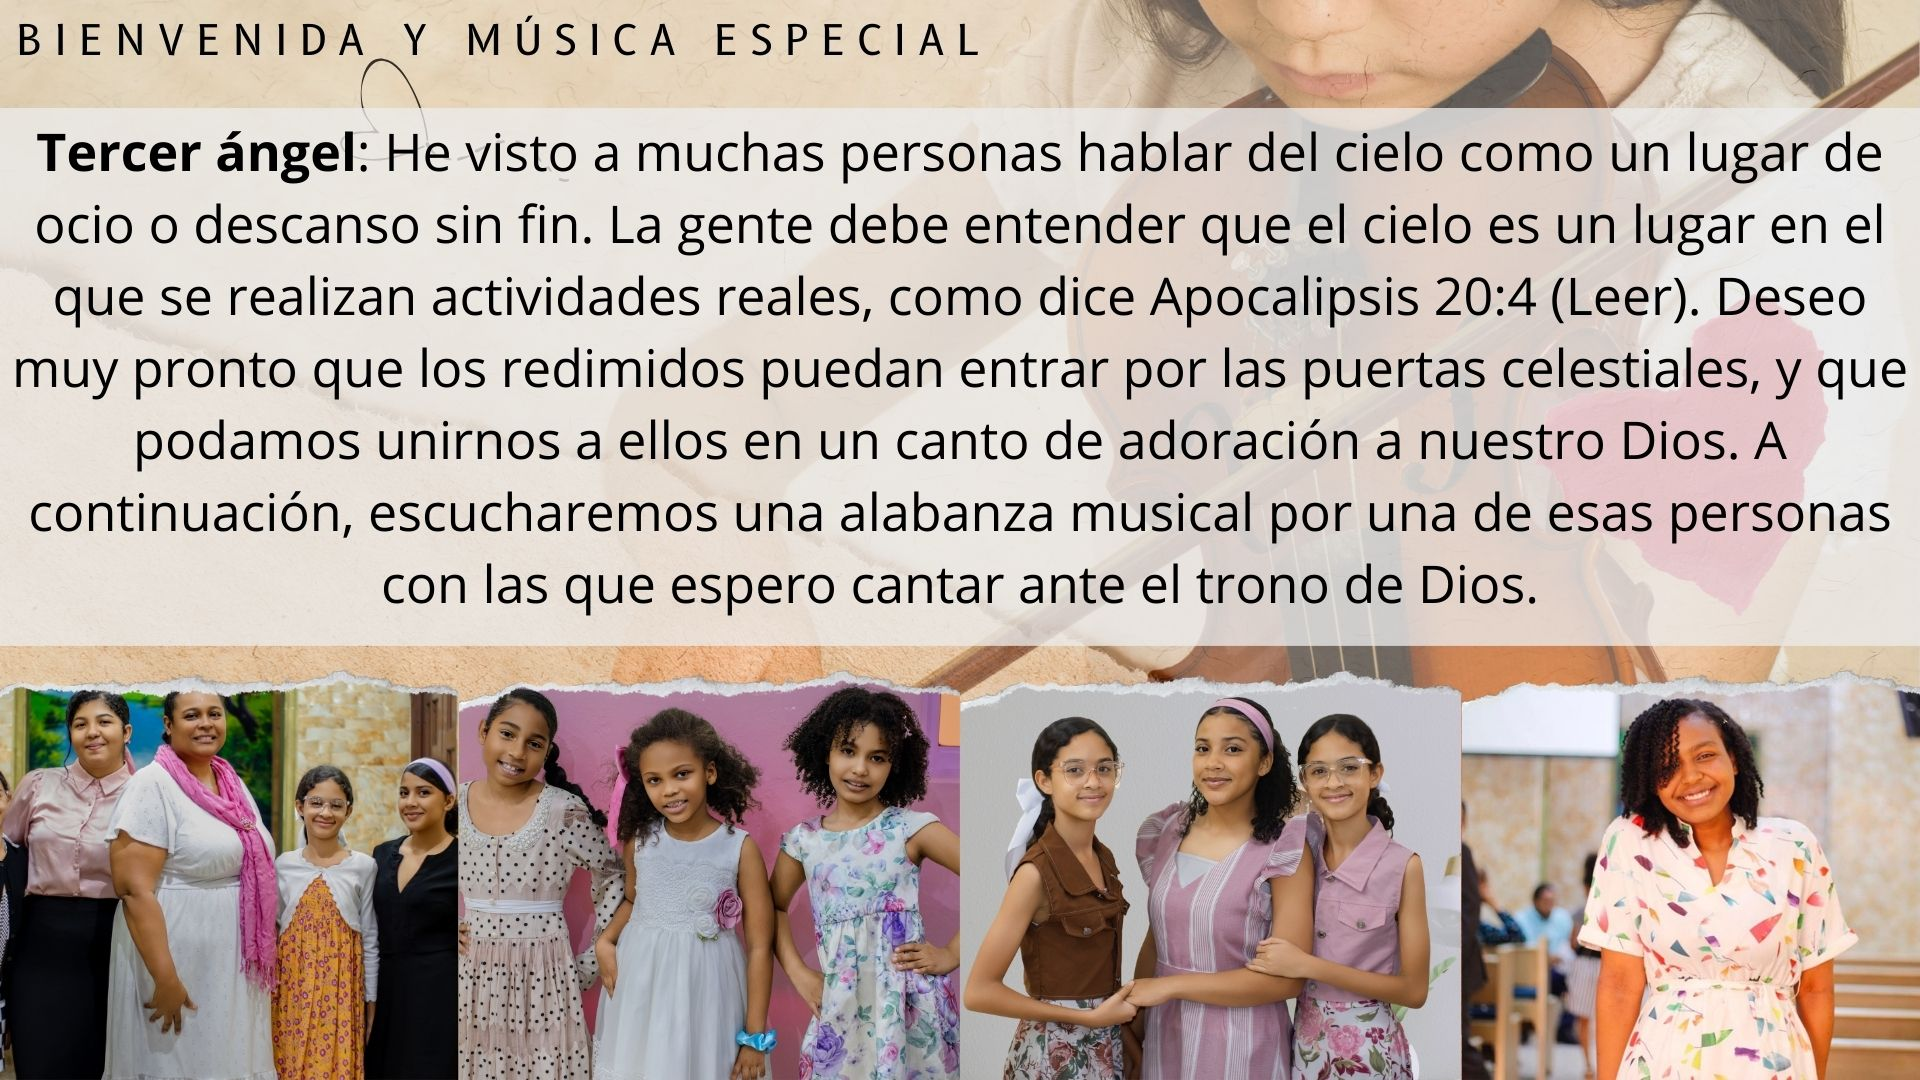 BIENVENIDA Y MÚSICA ESPECIAL
Tercer ángel: He visto a muchas personas hablar del cielo como un lugar de
ocio o descanso sin fin. La gente debe entender que el cielo es un lugar en el
que se realizan actividades reales, como dice Apocalipsis 20:4 (Leer). Deseo
muy pronto que los redimidos puedan entrar por las puertas celestiales, y que
podamos unirnos a ellos en un canto de adoración a nuestro Dios. A
continuación, escucharemos una alabanza musical por una de esas personas
con las que espero cantar ante el trono de Dios.